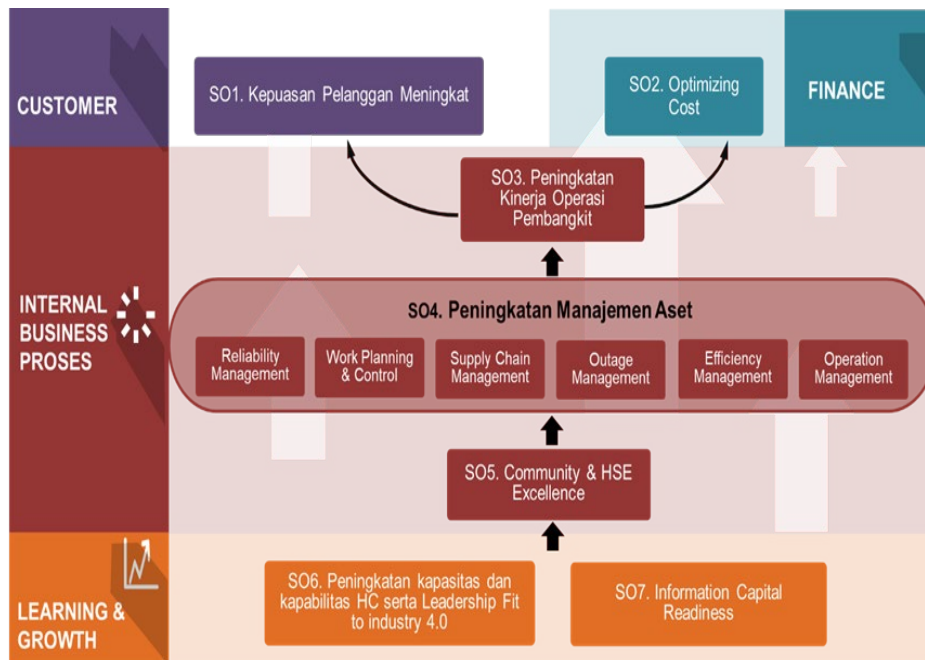 CUSTOMER
SO1. Kepuasan Pelanggan Meningkat
SO2. Optimizing
Cost
FINANCE
SO3. Peningkatan
Kinerja Operasi
Pembangkit
INTERNAL
BUSINESS
PROSES
SO4. Peningkatan Manajemen Aset
Reliability
Management
Work Planning
& Control
Supply Chain
Management
Outage
Management
Efficiency
Management
Operation
Management
SO5. Community & HSE
Excellence
LEARNING &
GROWTH
SO6. Peningkatan kapasitas dan
kapabilitas HC serta Leadership Fit
to industry 4.0
SO7. Information Capital
Readiness